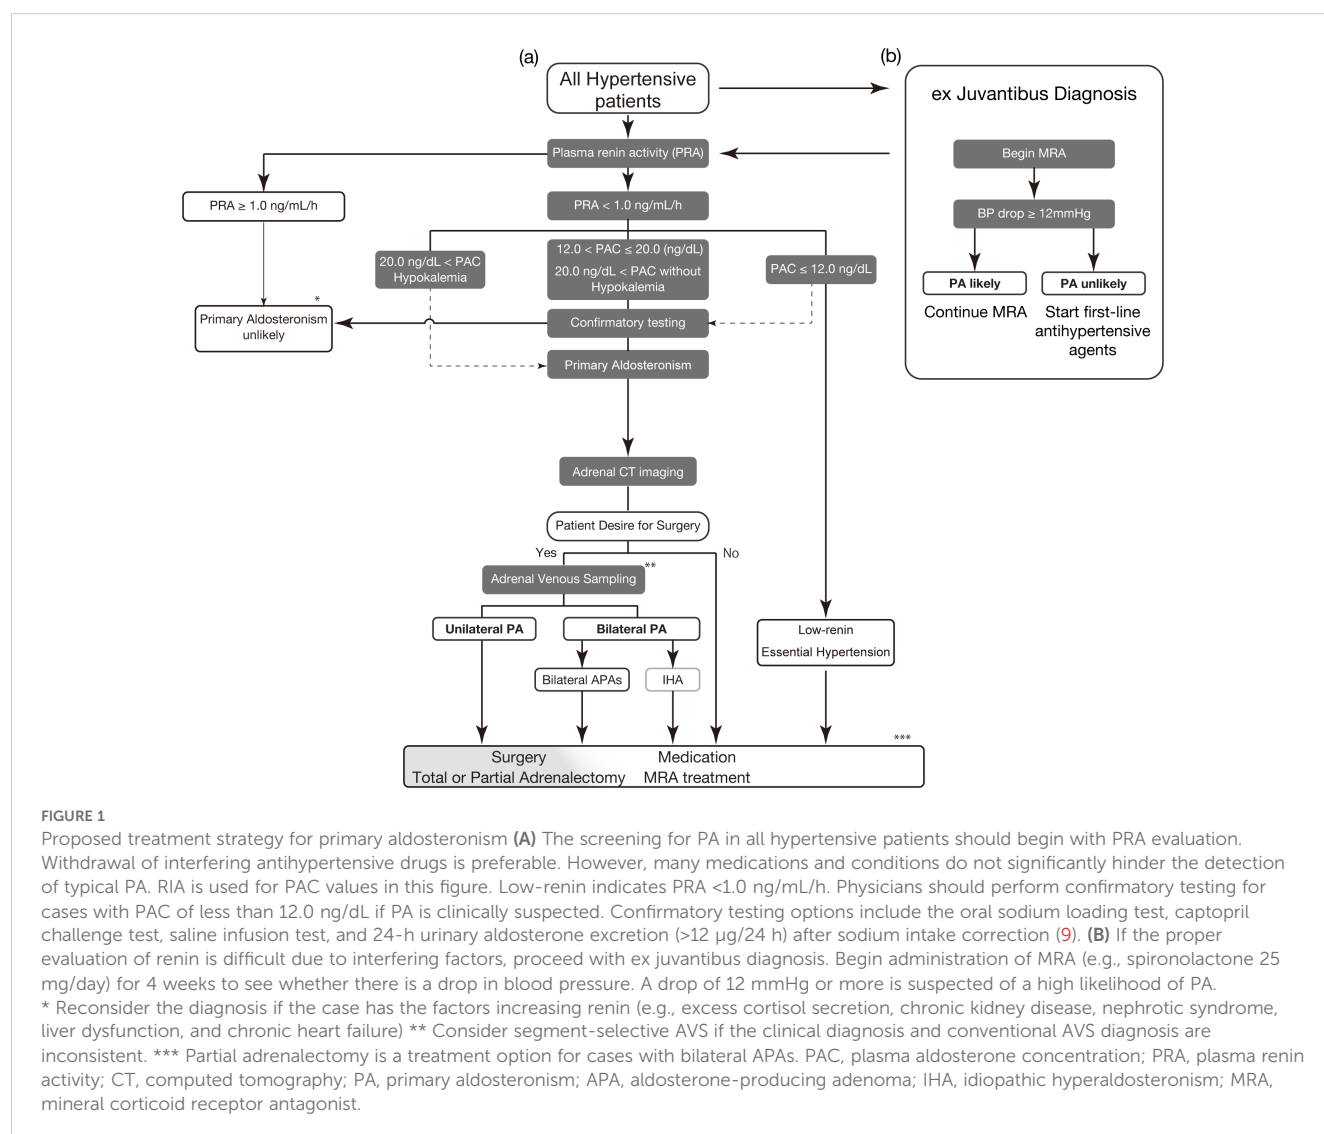 (a)
(b)
All Hypertensive
patients
ex Juvantibus Diagnosis
Plasma renin activity (PRA)
Begin MRA
PRA ≥ 1.0 ng/mL/h
PRA < 1.0 ng/mL/h
BP drop ≥ 12mmHg
20.0 ng/dL < PAC
Hypokalemia
12.0 < PAC ≤ 20.0 (ng/dL)
20.0 ng/dL < PAC without
Hypokalemia
PAC ≤ 12.0 ng/dL
PA likely
PA unlikely
Continue MRA
Start first-line
antihypertensive
agents
*
Primary Aldosteronism
unlikely
Confirmatory testing
Primary Aldosteronism
Adrenal CT imaging
Patient Desire for Surgery
Yes
No
Adrenal Venous Sampling
**
Unilateral PA
Bilateral PA
Low-renin
Essential Hypertension
Bilateral APAs
IHA
***
Surgery
Total or Partial Adrenalectomy
Medication
MRA treatment
FIGURE 1
Proposed treatment strategy for primary aldosteronism (A) The screening for PA in all hypertensive patients should begin with PRA evaluation.
Withdrawal of interfering antihypertensive drugs is preferable. However, many medications and conditions do not significantly hinder the detection
of typical PA. RIA is used for PAC values in this figure. Low-renin indicates PRA <1.0 ng/mL/h. Physicians should perform confirmatory testing for
cases with PAC of less than 12.0 ng/dL if PA is clinically suspected. Confirmatory testing options include the oral sodium loading test, captopril
challenge test, saline infusion test, and 24-h urinary aldosterone excretion (>12 µg/24 h) after sodium intake correction (9). (B) If the proper
evaluation of renin is difficult due to interfering factors, proceed with ex juvantibus diagnosis. Begin administration of MRA (e.g., spironolactone 25
mg/day) for 4 weeks to see whether there is a drop in blood pressure. A drop of 12 mmHg or more is suspected of a high likelihood of PA.
* Reconsider the diagnosis if the case has the factors increasing renin (e.g., excess cortisol secretion, chronic kidney disease, nephrotic syndrome,
liver dysfunction, and chronic heart failure) ** Consider segment-selective AVS if the clinical diagnosis and conventional AVS diagnosis are
inconsistent. *** Partial adrenalectomy is a treatment option for cases with bilateral APAs. PAC, plasma aldosterone concentration; PRA, plasma renin
activity; CT, computed tomography; PA, primary aldosteronism; APA, aldosterone-producing adenoma; IHA, idiopathic hyperaldosteronism; MRA,
mineral corticoid receptor antagonist.